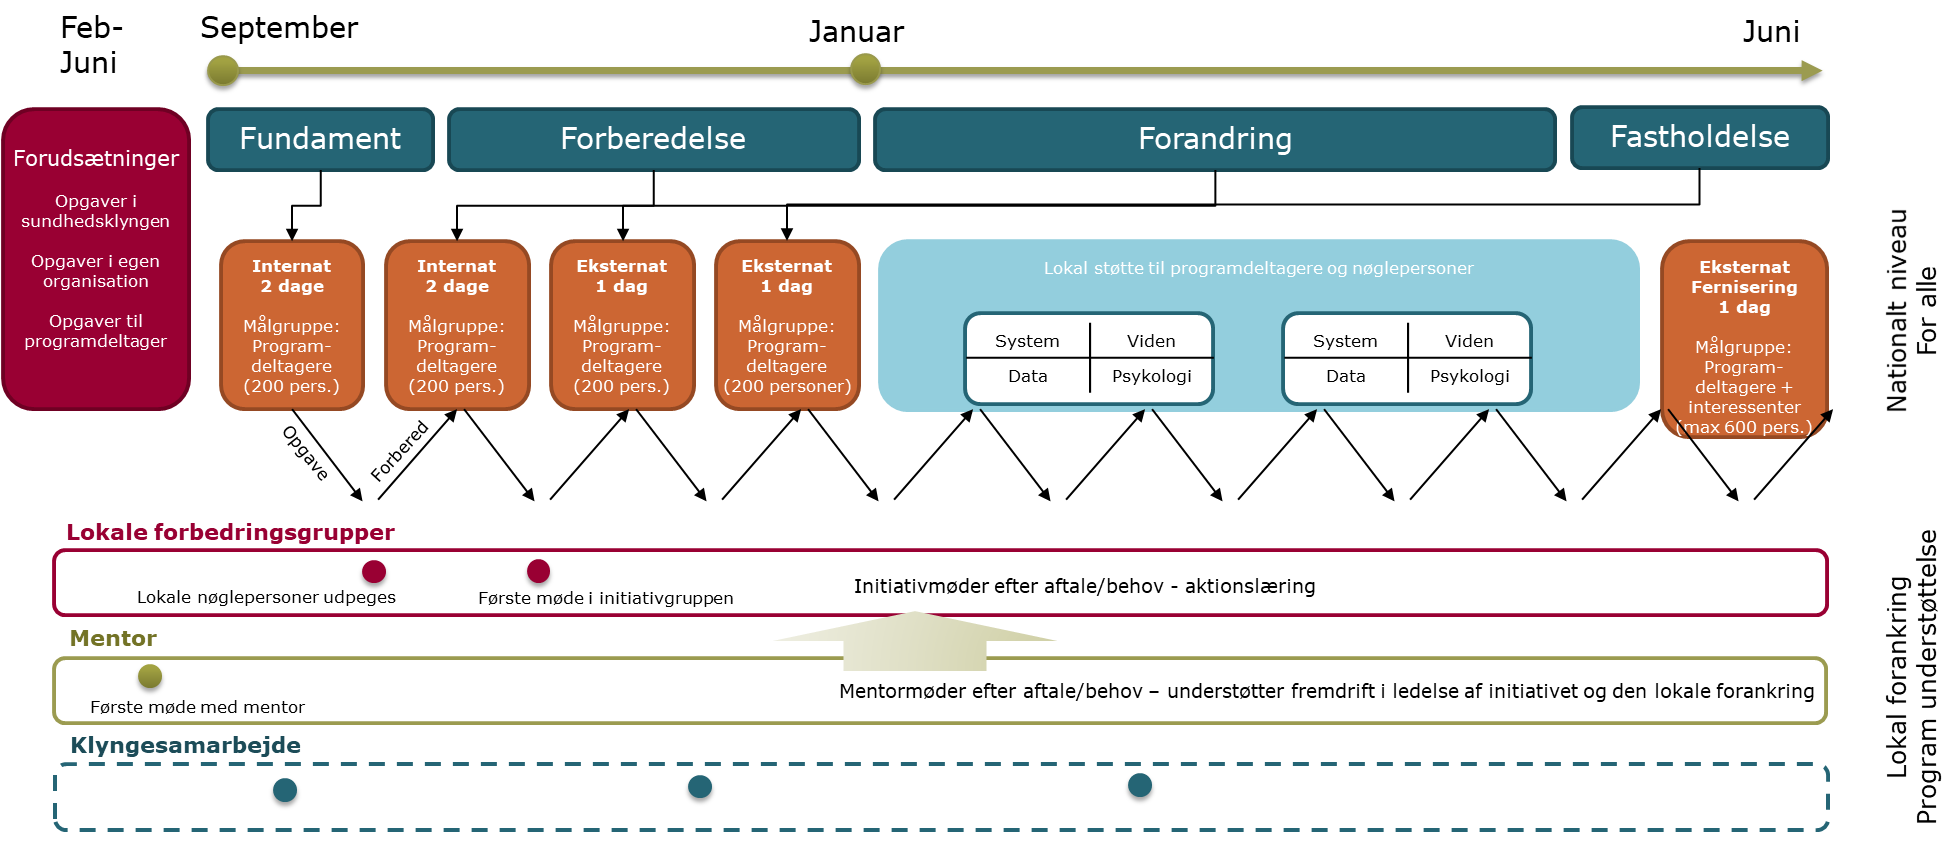 Feb-
Juni
September
Januar
Juni
Forudsætninger
Opgaver i
sundhedsklyngen
Opgaver i egen
organisation
Opgaver til
programdeltager
Fundament
Forberedelse
Forandring
Fastholdelse
Internat
2 dage
Målgruppe:
Program-
deltagere
(200 pers.)
Internat
2 dage
Målgruppe:
Program-
deltagere
(200 pers.)
Eksternat
1 dag
Målgruppe:
Program-
deltagere
(200 pers.)
Eksternat
1 dag
Målgruppe:
Program-
deltagere
(200 personer)
Lokal støtte til programdeltagere og nøglepersoner
System
Viden
Data
Psykologi
System
Viden
Data
Psykologi
Eksternat
Fernisering
1 dag
Målgruppe:
Program-
deltagere +
interessenter
(max 600 pers.)
Nationalt niveau
For alle
Opgave
Forbered
Lokale forbedringsgrupper
Lokale nøglepersoner udpeges
Første møde i initiativgruppen
Initiativmøder efter aftale/behov - aktionslæring
Mentor
Første møde med mentor
Mentormøder efter aftale/behov – understøtter fremdrift i ledelse af initiativet og den lokale forankring
Klyngesamarbejde
Lokal forankring
Program understøttelse